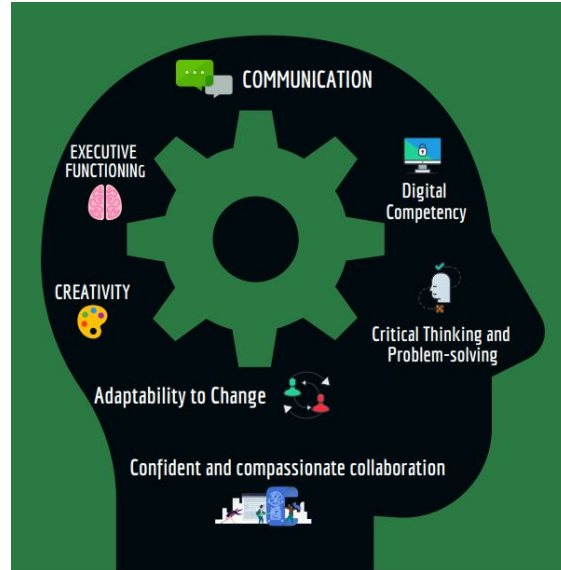 COMMUNICATION
EXECUTIVE
FUNCTIONING
Digital
Competency
CREATIVITY
Critical Thinking and
Problem-solving
Adaptability to Change
Confident and compassionate collaboration